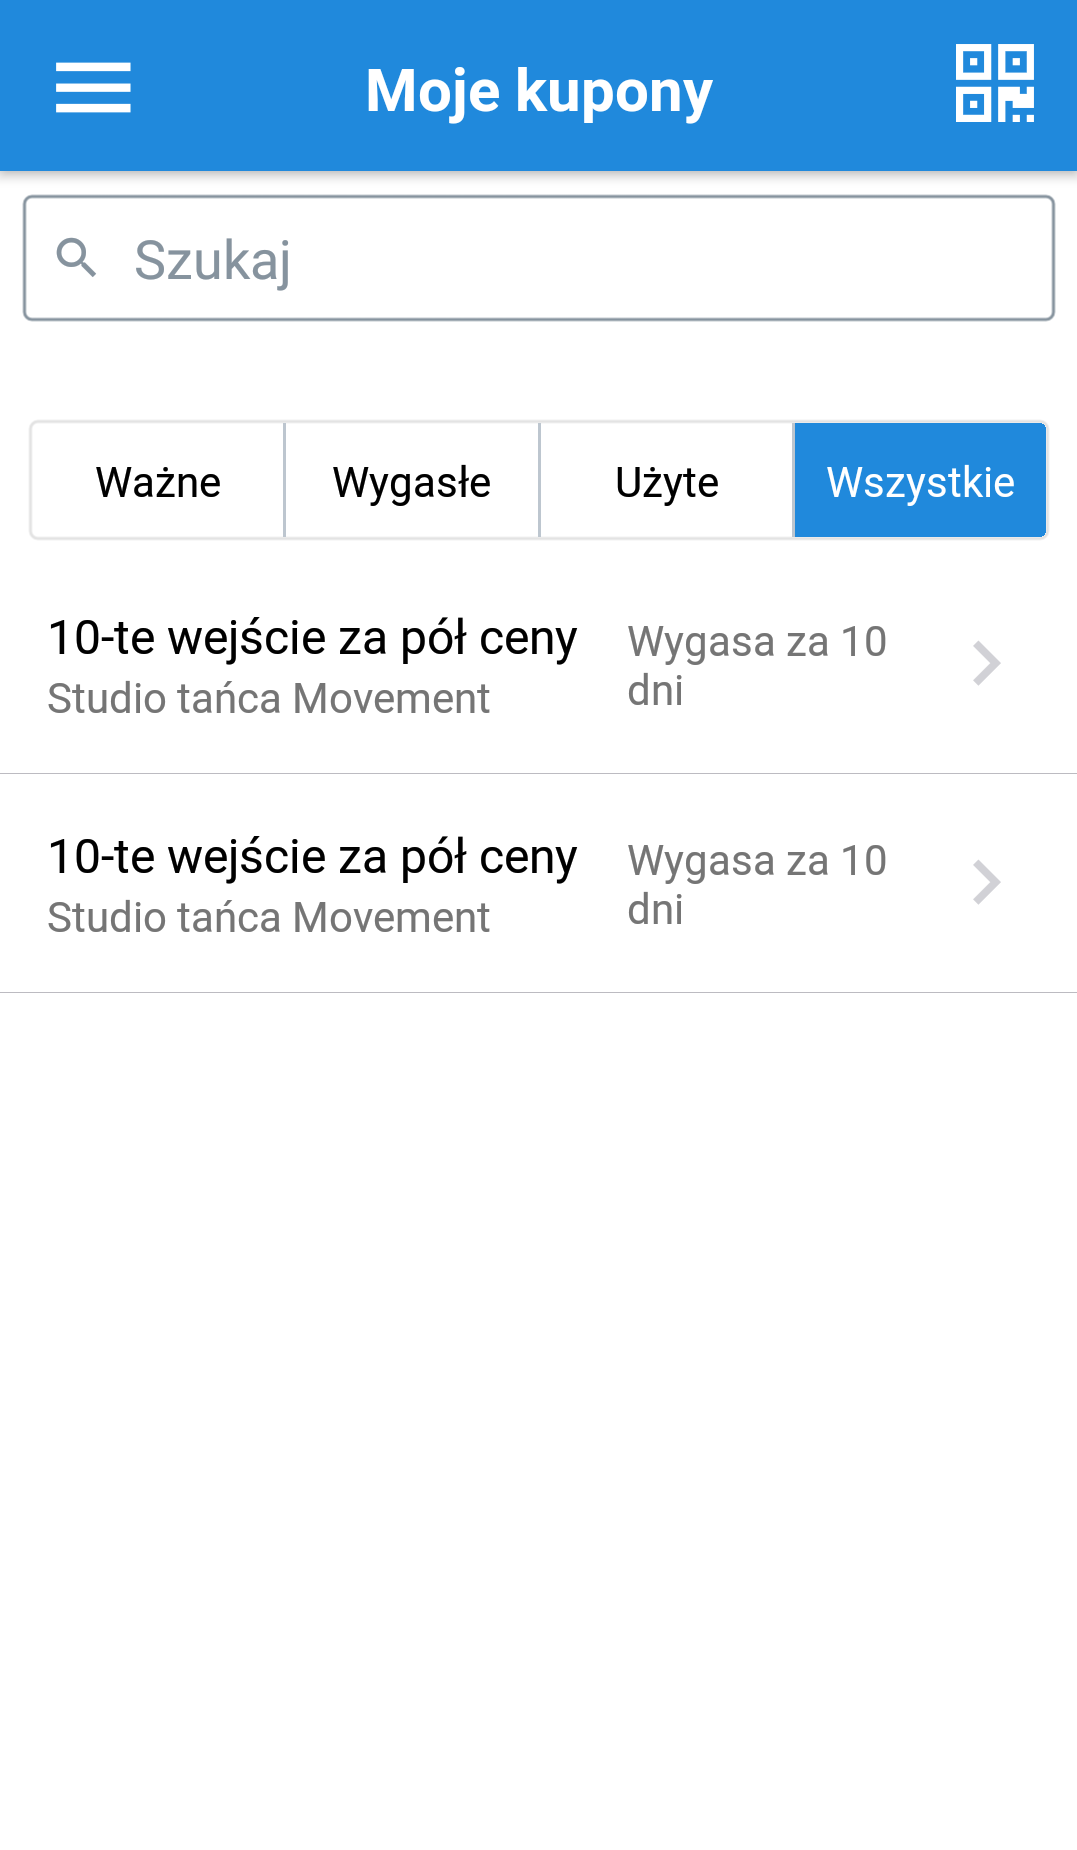 Moje kupony
Szukaj
Ważne Wygasłe Użyte Wszystkie
10-te wejście za pół ceny
Studio tańca Movement
Wygasa za 10
dni
10-te wejście za pół ceny
Studio tańca Movement
Wygasa za 10
dni